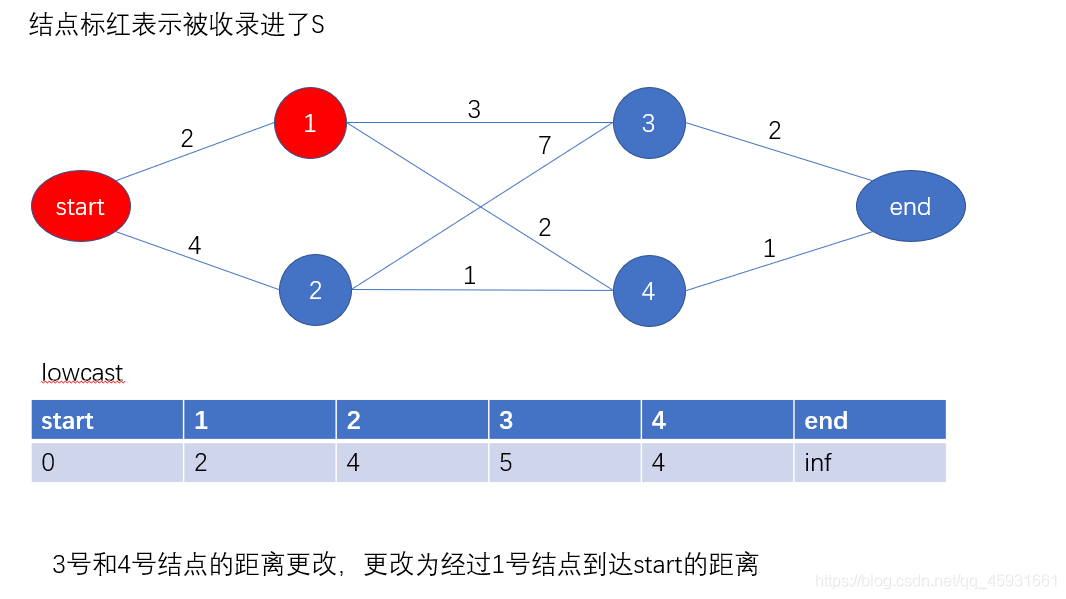 结点标红表示被收录进了S
1
3
3
2
7
2
start
end
4
2
1
2
1
4
lowcast
start 1 2 3 4 end
0 2 4 5 4 inf
3号和4号结点的距离更改，更改为经过1号结点到达start的距离
https://blog.csdn.net/qq_45931661